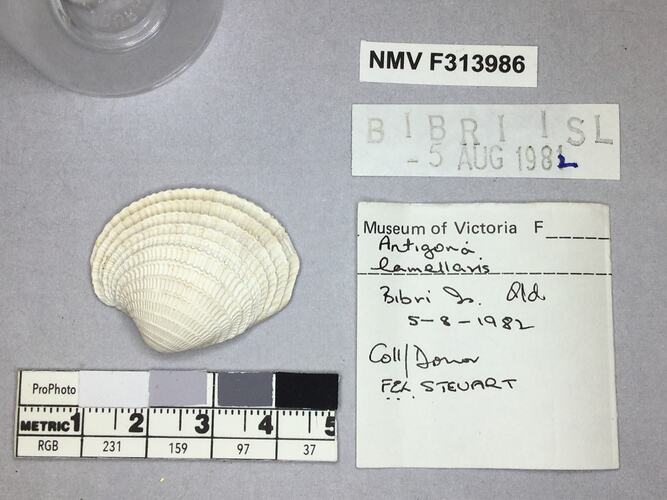 NMV F313986
BIBRI ISL
- 5 AUG 1982
Museum of Victoria F
Antigona
lamellaris
Bibri Is. Qld
5-8-1982
Coll/Donor
F&L STEUART
ProPhoto
METRIC 1 2 3 4 5
RGB 231 159 97 37